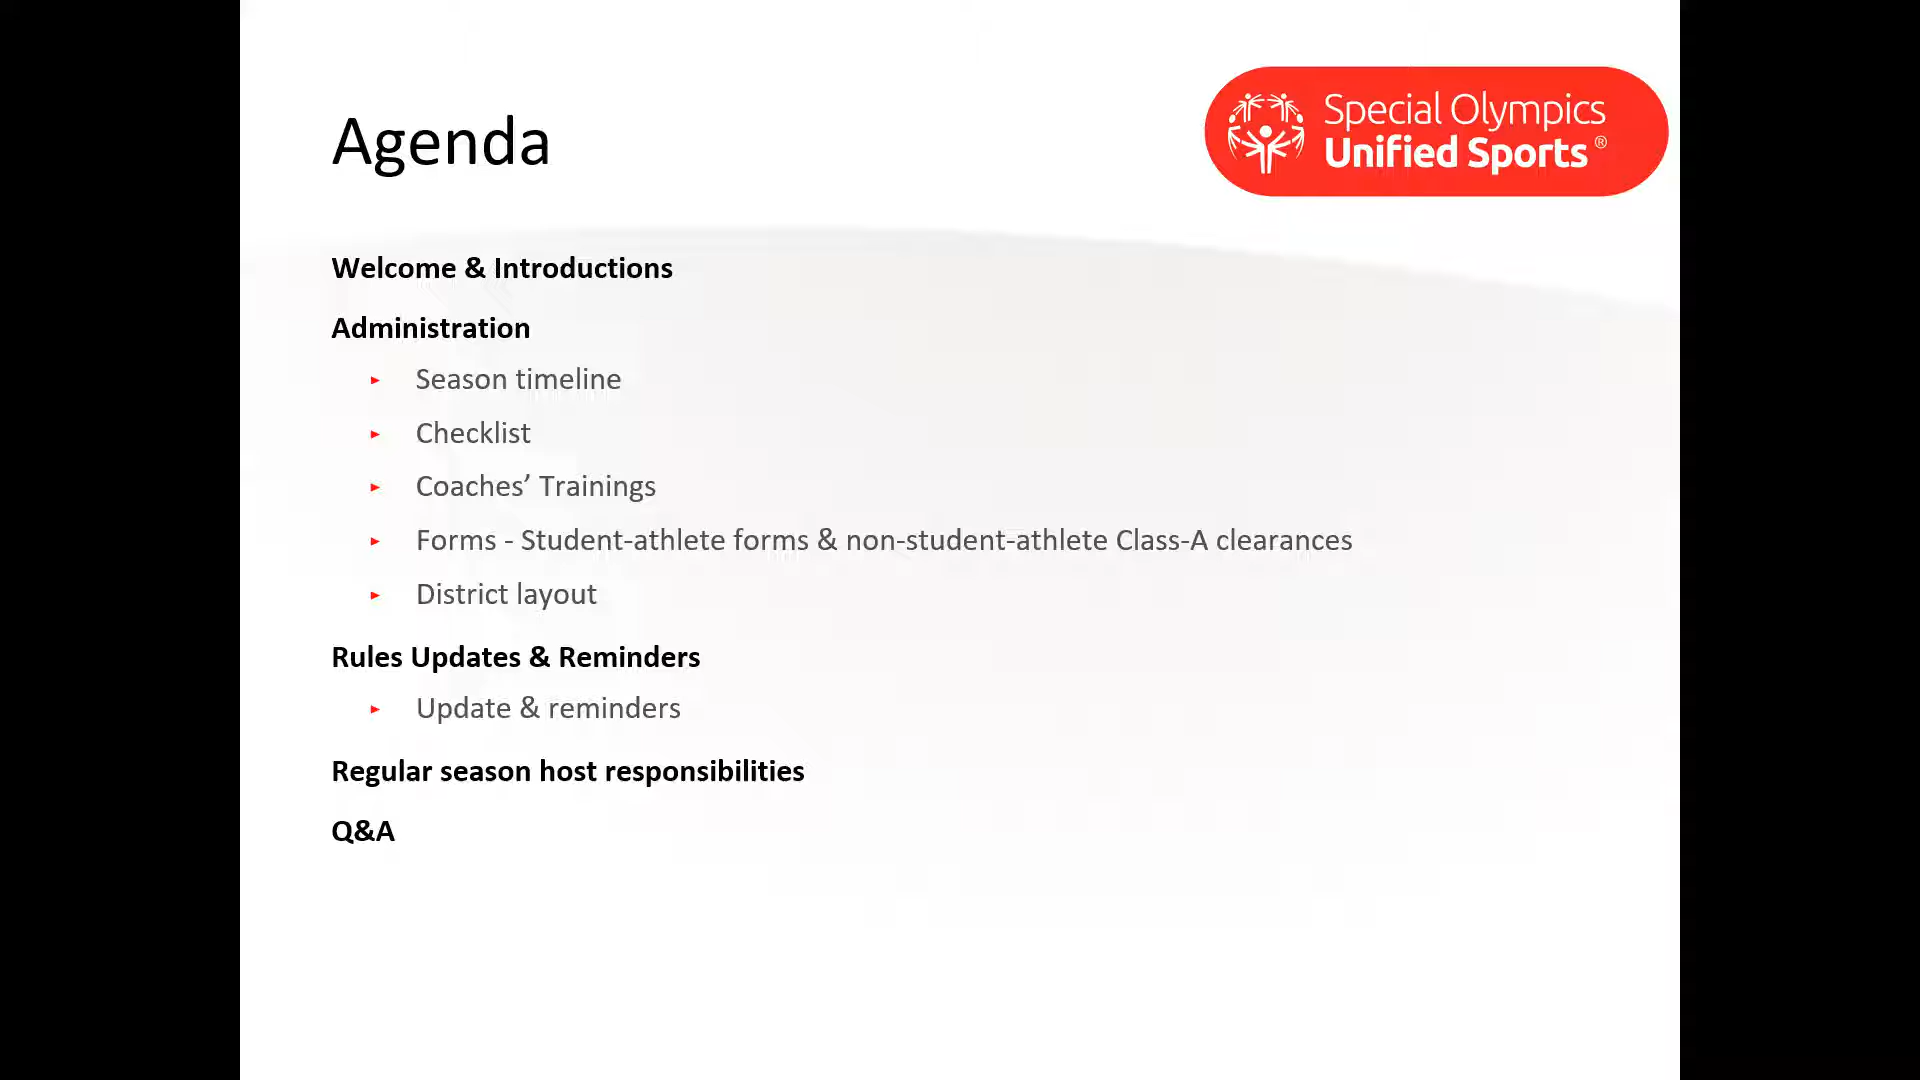 Agenda
Special Olympics
Unified Sports ®
Welcome & Introductions
Administration
▸ Season timeline
▸ Checklist
▸ Coaches’ Trainings
▸ Forms - Student-athlete forms & non-student-athlete Class-A clearances
▸ District layout
Rules Updates & Reminders
▸ Update & reminders
Regular season host responsibilities
Q&A